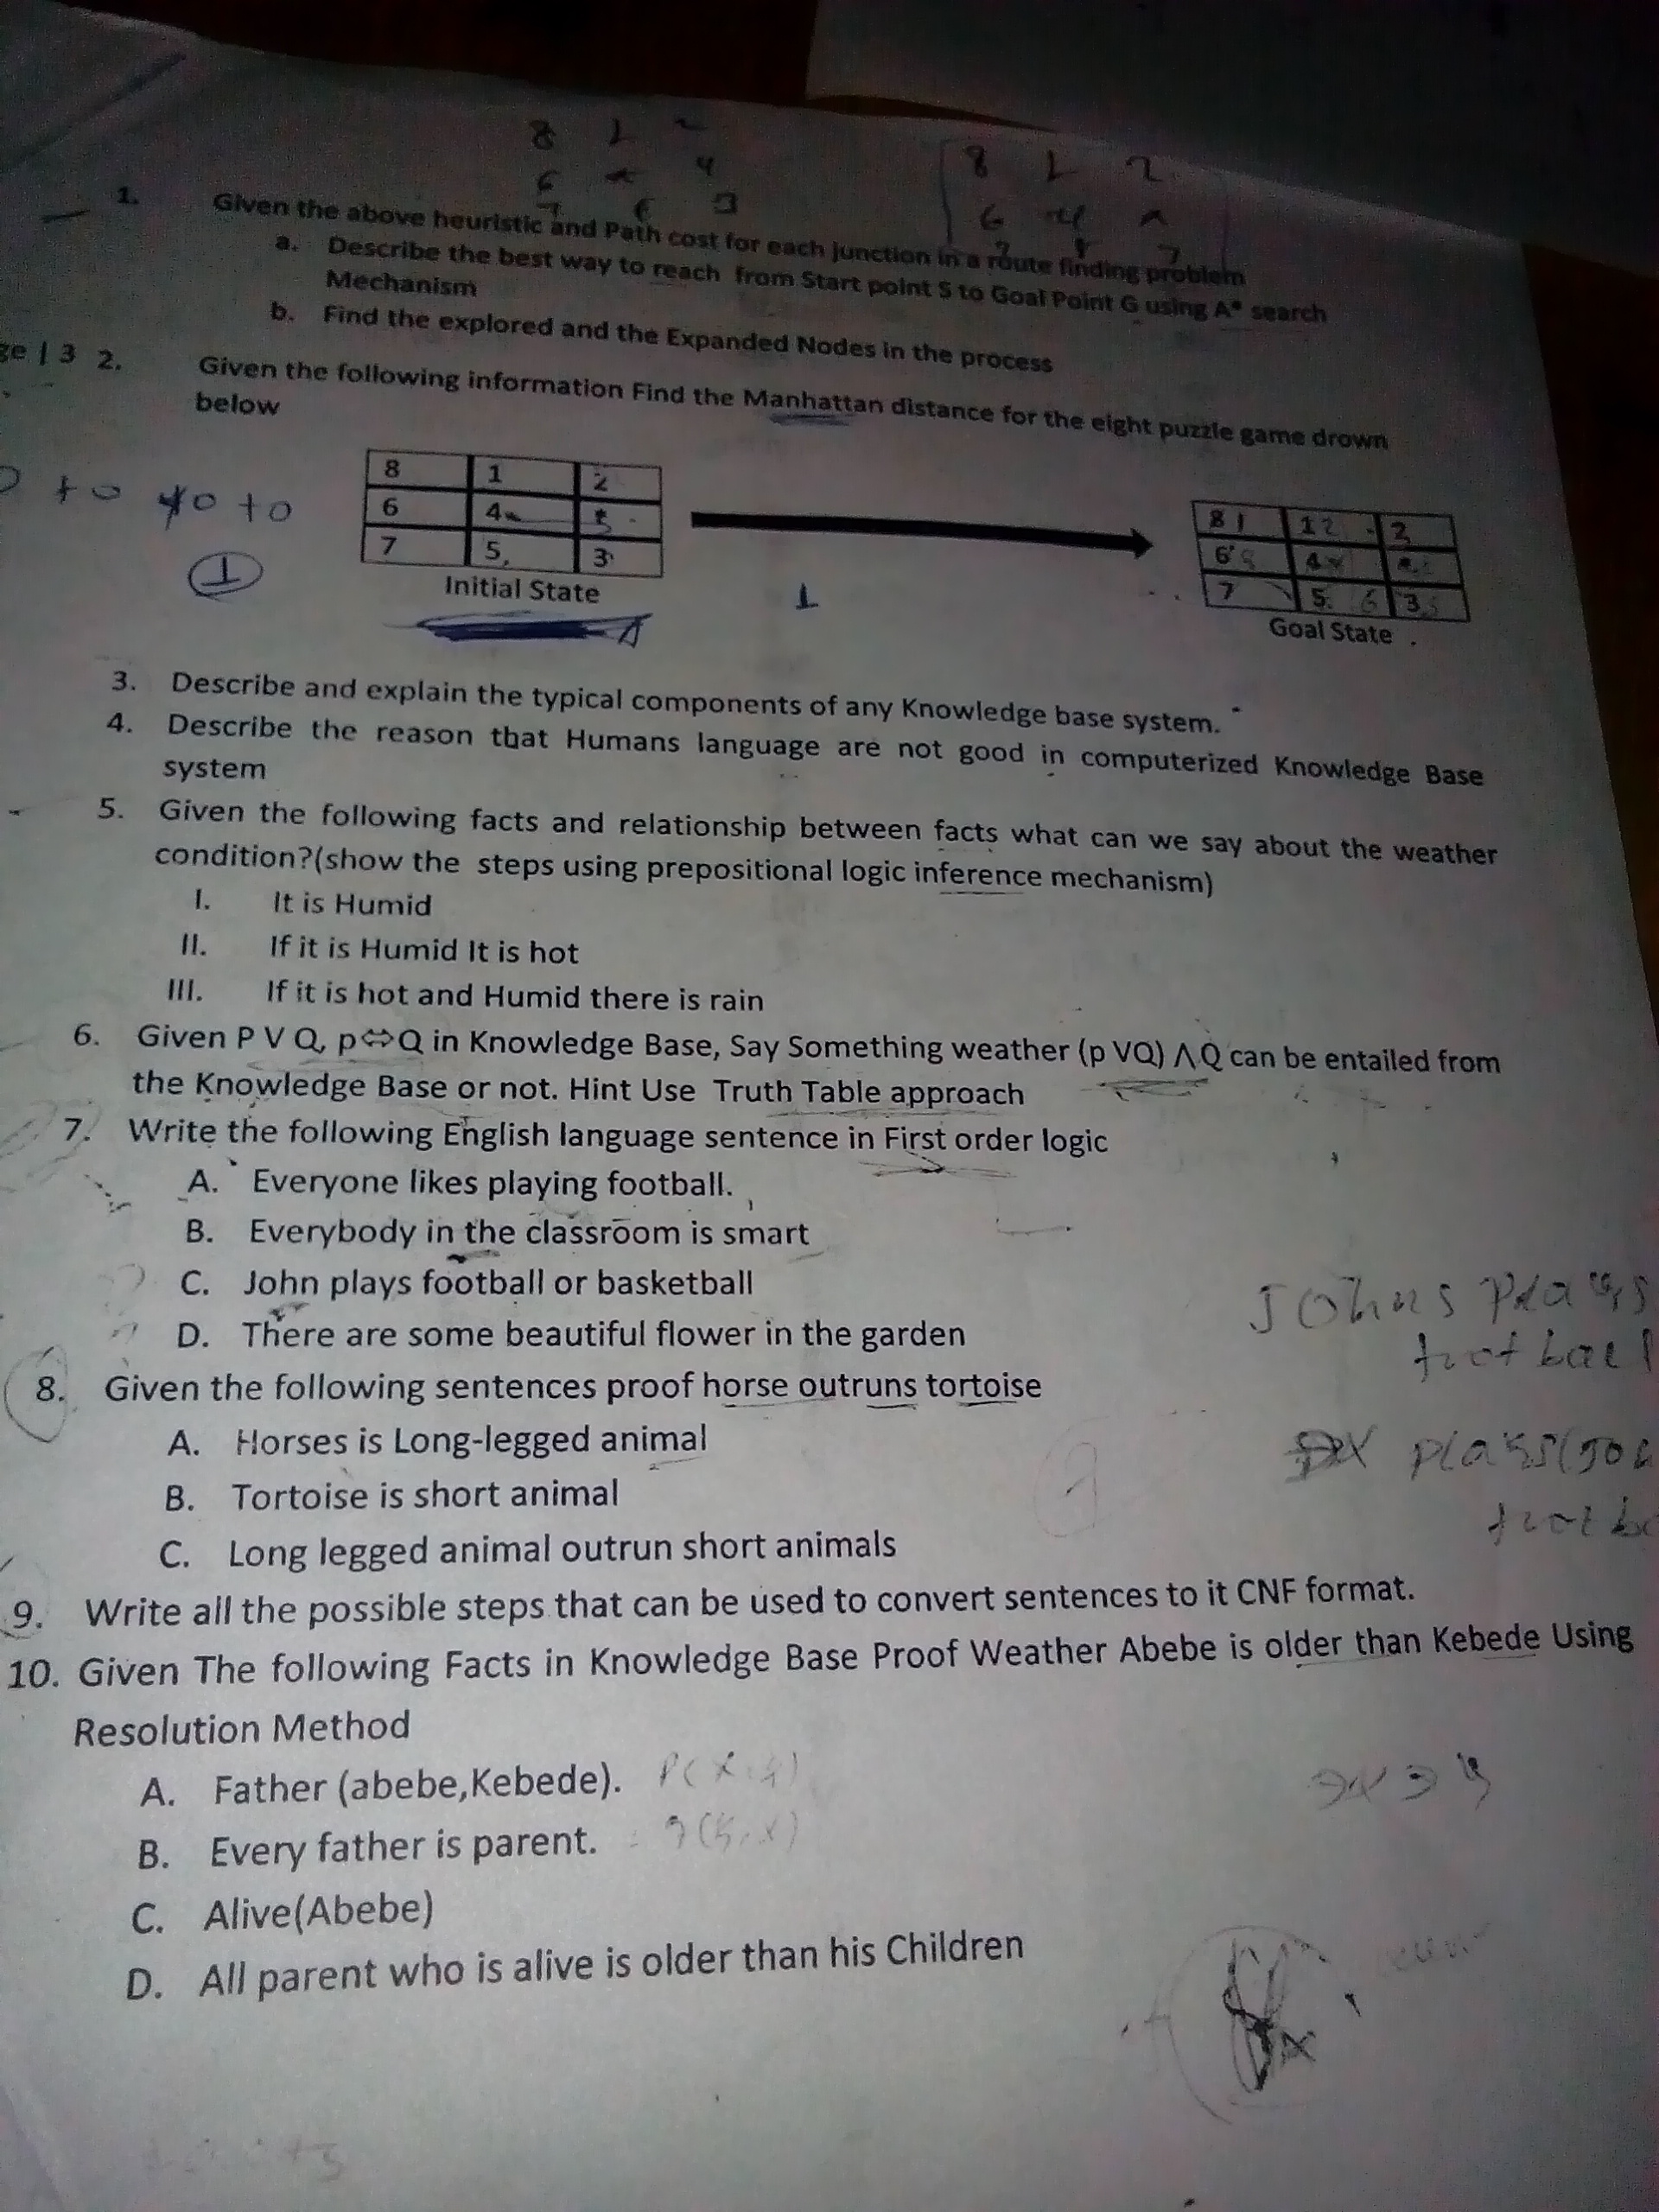 8 1 2
8 1 2
1. Given the above heuristic and Path cost for each junction in a route finding problem
a. Describe the best way to reach from Start point S to Goal Point G using A* search
Mechanism
b. Find the explored and the Expanded Nodes in the process
ge | 3 2. Given the following information Find the Manhattan distance for the eight puzzle game drown
below
8 1 2
6 4
7 5 3
Initial State
8 1 2
6 4
7 5 3
Goal State
3. Describe and explain the typical components of any Knowledge base system.
4. Describe the reason that Humans language are not good in computerized Knowledge Base
system
5. Given the following facts and relationship between facts what can we say about the weather
condition?(show the steps using prepositional logic inference mechanism)
I. It is Humid
II. If it is Humid It is hot
III. If it is hot and Humid there is rain
6. Given P V Q, p⇔Q in Knowledge Base, Say Something weather (p VQ) ΛQ can be entailed from
the Knowledge Base or not. Hint Use Truth Table approach
7. Write the following English language sentence in First order logic
A. Everyone likes playing football.
B. Everybody in the classroom is smart
C. John plays football or basketball
D. There are some beautiful flower in the garden
Johns plays
football
8. Given the following sentences proof horse outruns tortoise
A. Horses is Long-legged animal
B. Tortoise is short animal
C. Long legged animal outrun short animals
9. Write all the possible steps that can be used to convert sentences to it CNF format.
10. Given The following Facts in Knowledge Base Proof Weather Abebe is older than Kebede Using
Resolution Method
A. Father (abebe,Kebede).
B. Every father is parent.
C. Alive(Abebe)
D. All parent who is alive is older than his Children